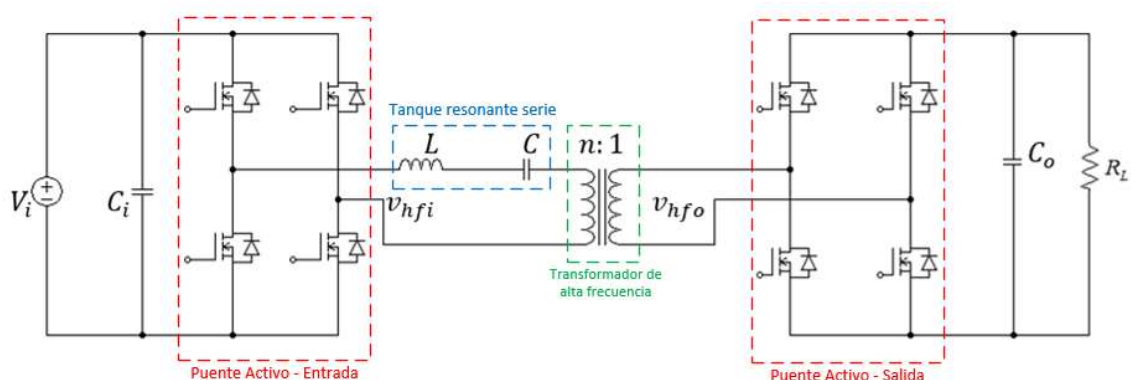 Tanque resonante serie
L
C
n: 1
C_o
R_L
V_i
C_i
v_hfi
v_hfo
Transformador de
alta frecuencia
Puente Activo - Entrada
Puente Activo - Salida